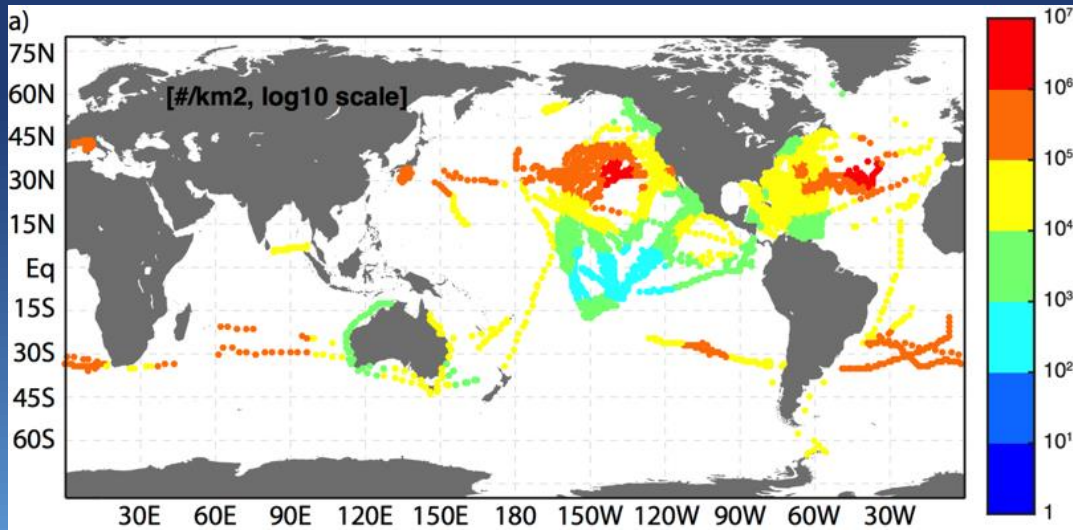 a)
[#/km2, log10 scale]
75N
60N
45N
30N
15N
Eq
15S
30S
45S
60S
30E 60E 90E 120E 150E 180 150W 120W 90W 60W 30W
10⁷
10⁶
10⁵
10⁴
10³
10²
10¹
1